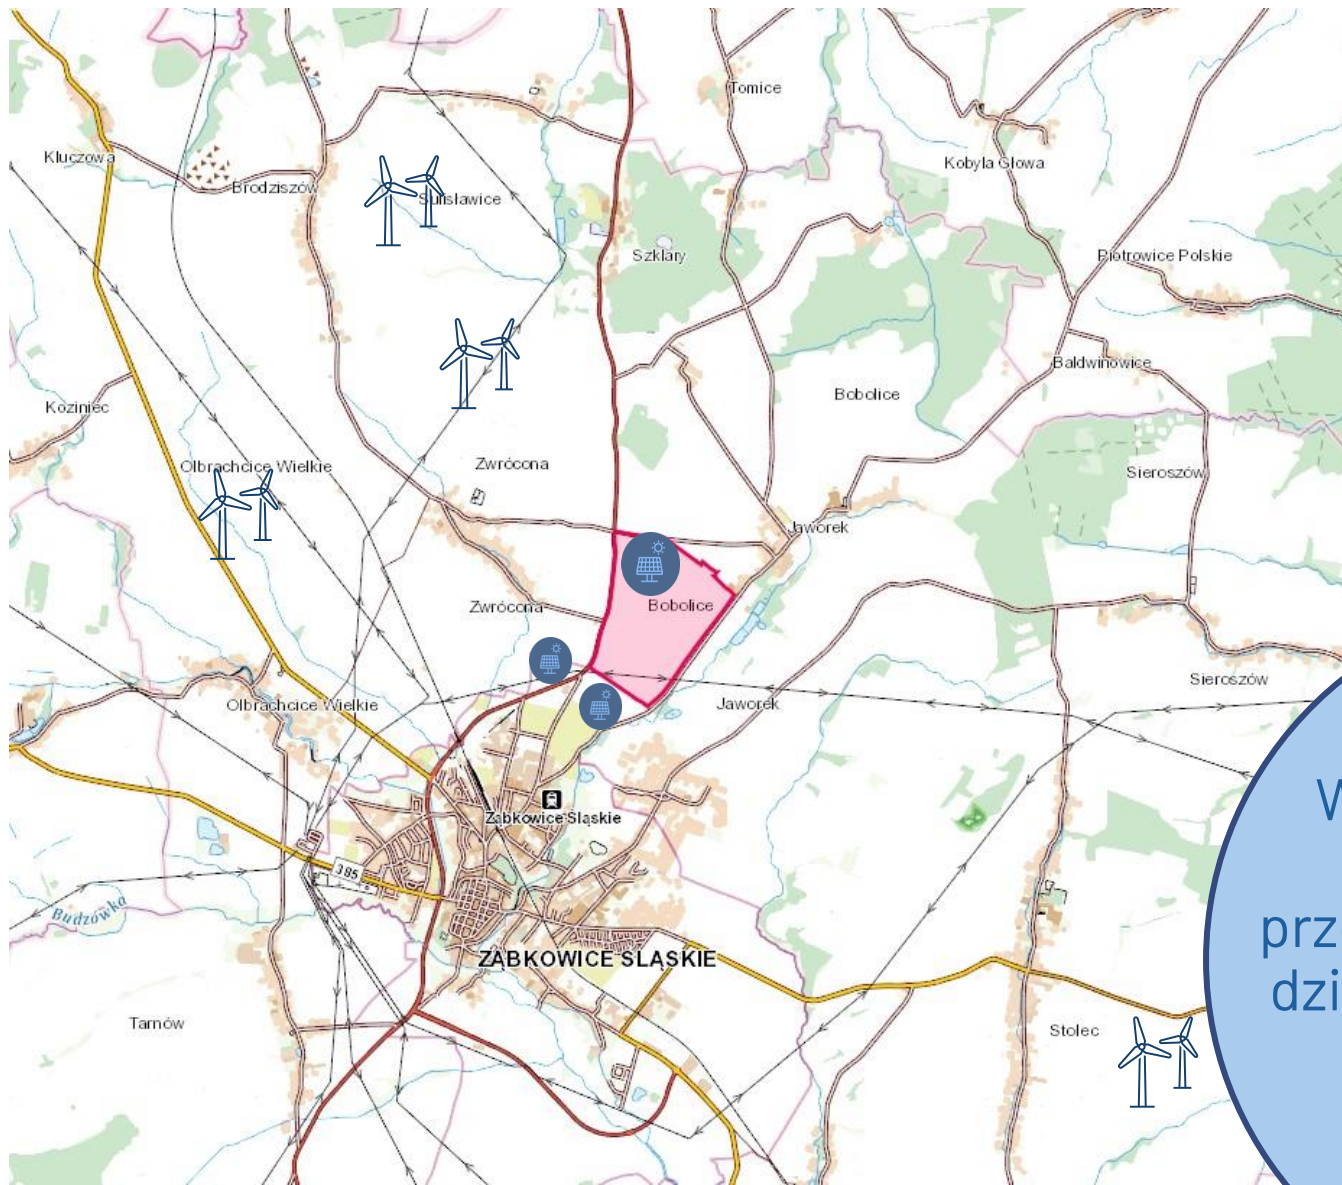 Tomice
Kluczowa
Kobyla Głowa
Brodziszów
Sulisławice
Szklary
Piotrowice Polskie
Baldwinowice
Bobolice
Koziniec
Zwrócona
Olbrachcice Wielkie
Sieroszów
Jaworek
Zwrócona
Bobolice
Sieroszów
Olbrachcice Wielkie
Jaworek
W
Ząbkowice Śląskie
385
Budzówka
prz
ZĄBKOWICE ŚLĄSKIE
dzi
Tarnów
Stolec